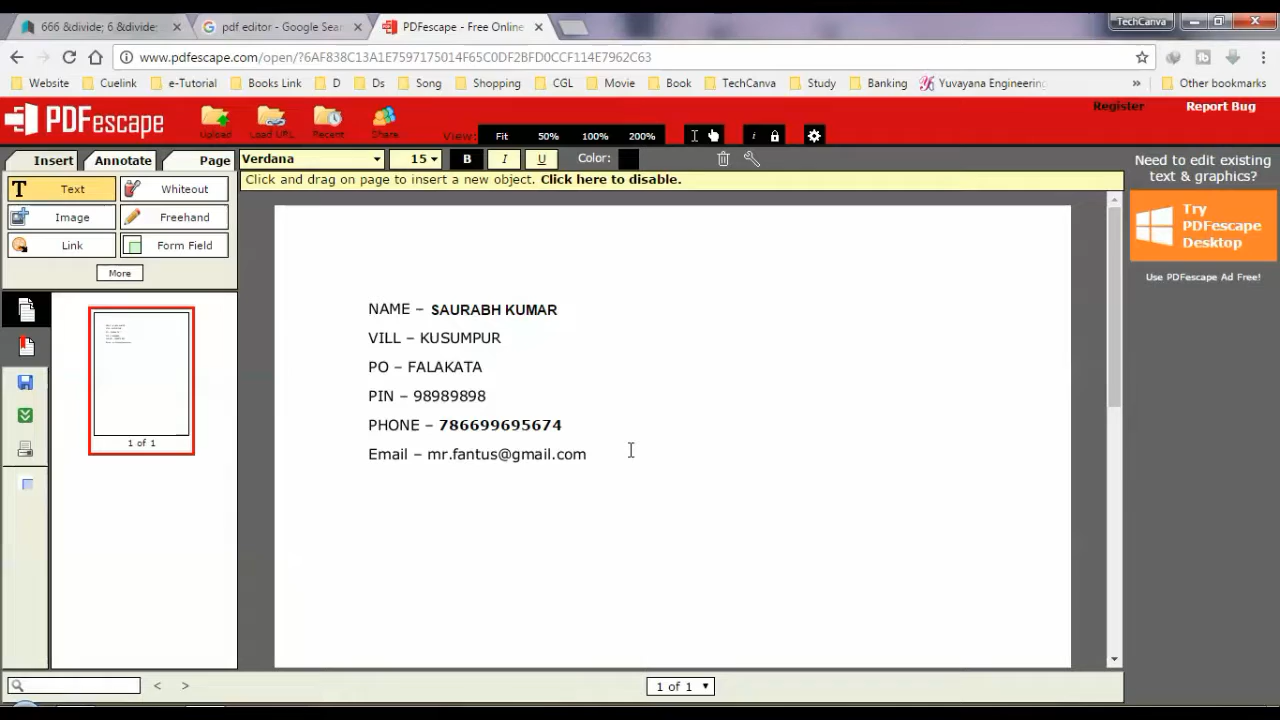 666 &divide; 6 &divide;
pdf editor - Google Sear
PDFescape - Free Online
TechCanva
www.pdfescape.com/open/?6AF838C13A1E7597175014F65C0DF2BFD0CCF114E7962C63
Website Cuelink e-Tutorial Books Link D Ds Song Shopping CGL Movie Book TechCanva Study Banking Yuvayana Engineering » Other bookmarks
PDFescape
Upload Load URL Recent Share
View: Fit 50% 100% 200%
Register Report Bug
Insert Annotate Page
Verdana 15 B I U Color:
Click and drag on page to insert a new object. Click here to disable.
Text Whiteout
Image Freehand
Link Form Field
More
1 of 1
NAME – SAURABH KUMAR
VILL – KUSUMPUR
PO – FALAKATA
PIN – 98989898
PHONE – 786699695674
Email – mr.fantus@gmail.com
Need to edit existing
text & graphics?
Try
PDFescape
Desktop
Use PDFescape Ad Free!
< >
1 of 1